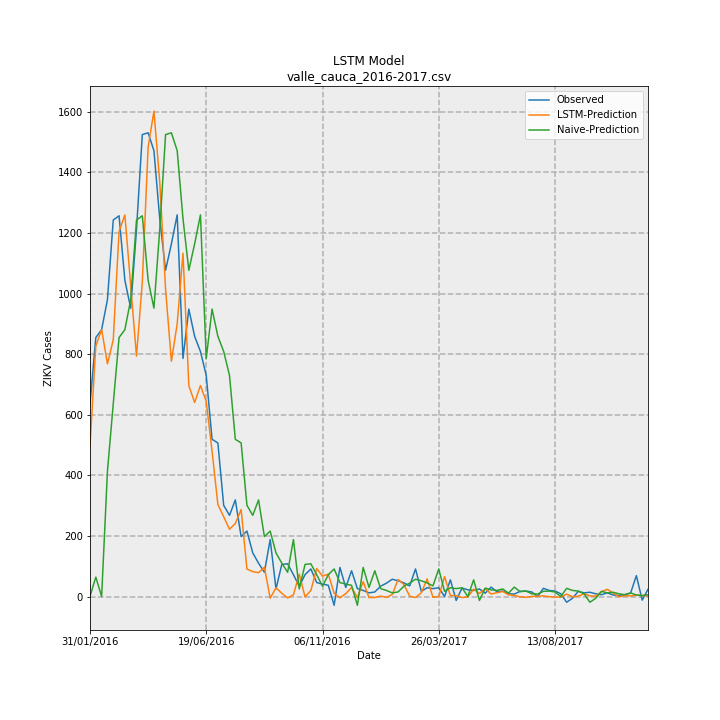 LSTM Model
valle_cauca_2016-2017.csv
Observed
LSTM-Prediction
Naive-Prediction
ZIKV Cases
1600
1400
1200
1000
800
600
400
200
0
31/01/2016 19/06/2016 06/11/2016 26/03/2017 13/08/2017
Date